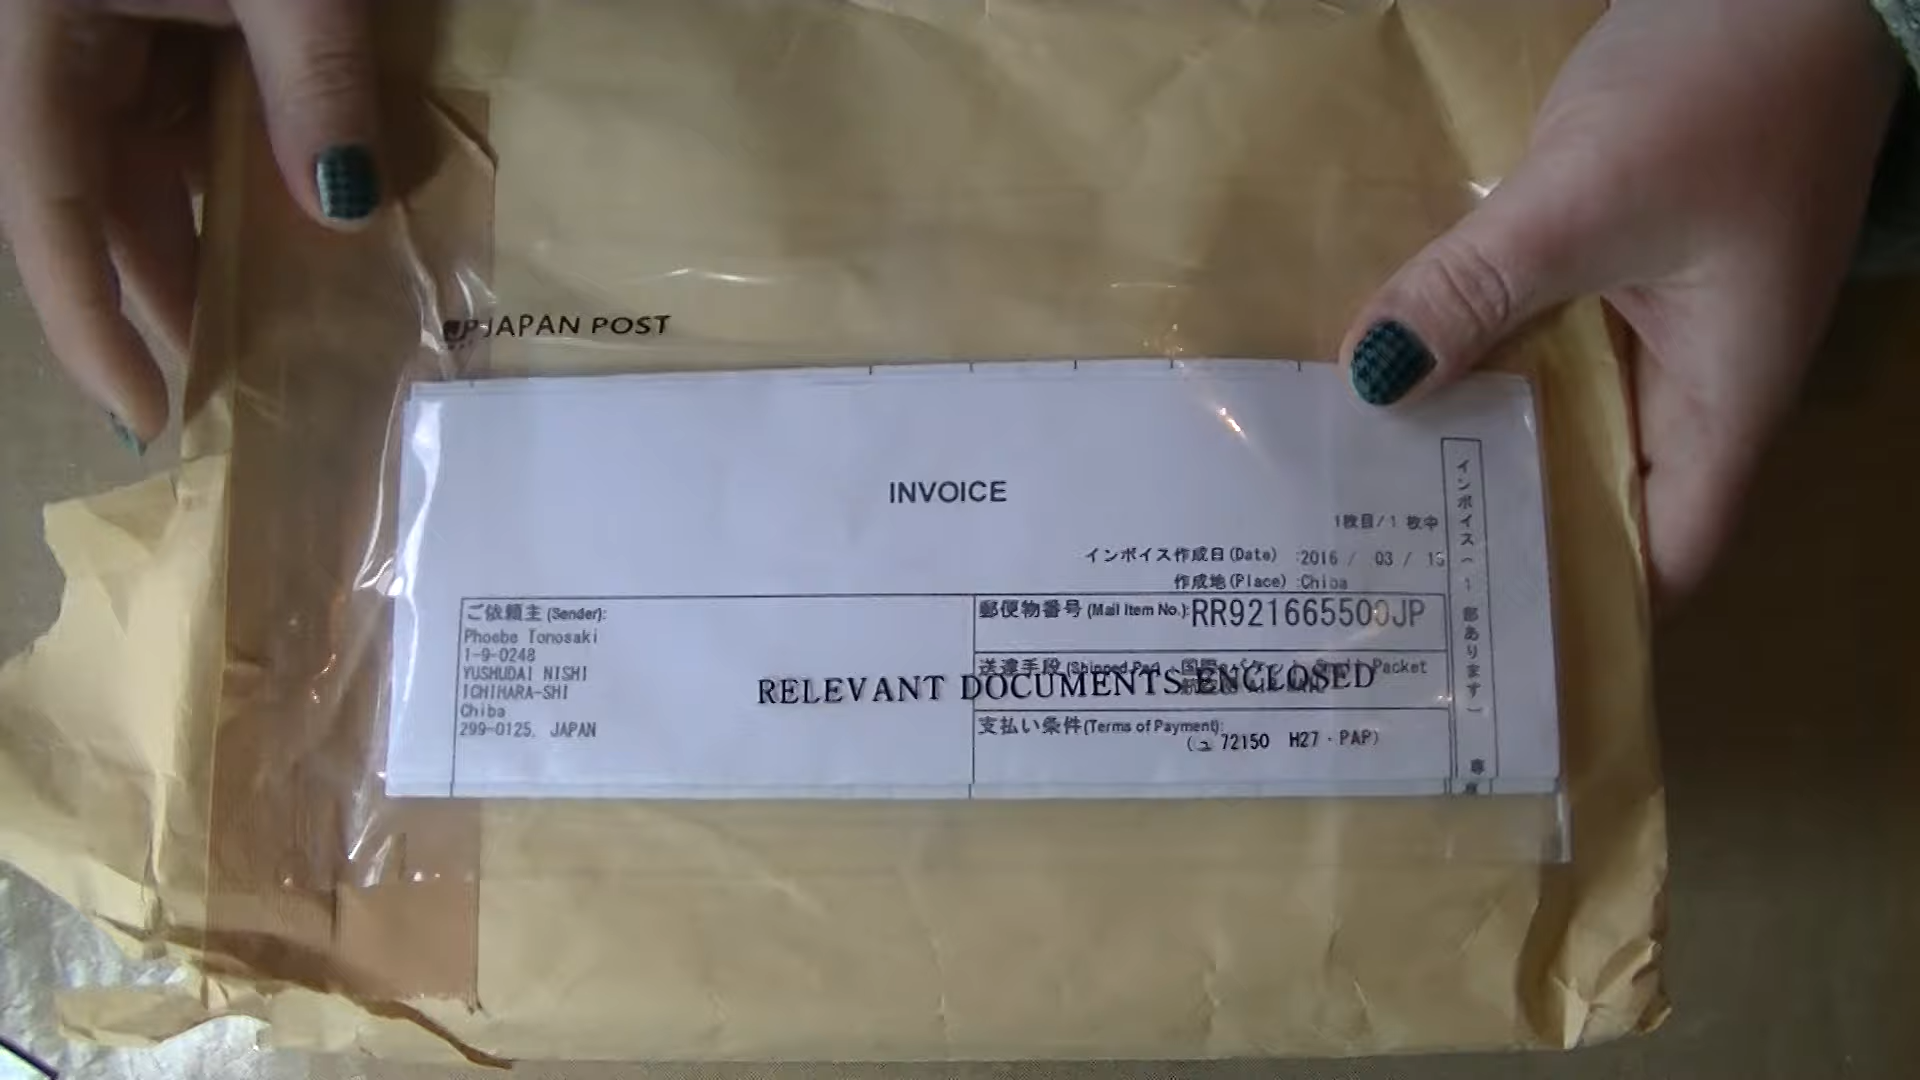 JAPAN POST
INVOICE
1枚目/1 枚中
インボイス作成日(Date) :2016 / 03 /
作成地(Place) :Chiba
ご依頼主 (Sender):
Phoebe Tonosaki
1-9-0248
YUSHUDAI NISHI
ICHIHARA-SHI
Chiba
299-0125, JAPAN
郵便物番号 (Mail Item No.):RR921665500JP
送達手段 (Shipped Per) Packet
RELEVANT DOCUMENTS ENCLOSED
支払い条件(Terms of Payment):
72150 H27・PAP)
インボイス ( 1 部あります)